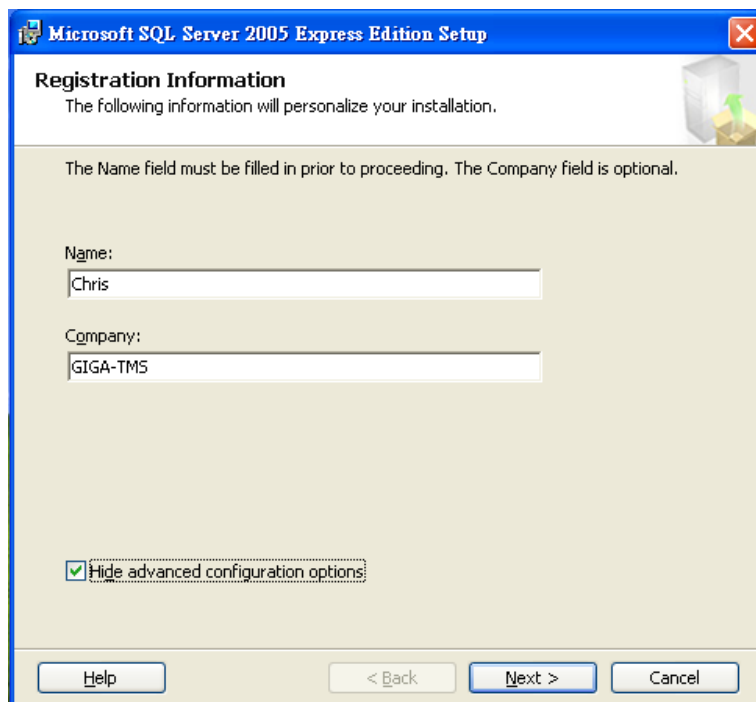 Microsoft SQL Server 2005 Express Edition Setup
Registration Information
The following information will personalize your installation.
The Name field must be filled in prior to proceeding. The Company field is optional.
Name:
Chris
Company:
GIGA-TMS
Hide advanced configuration options
Help
< Back
Next >
Cancel